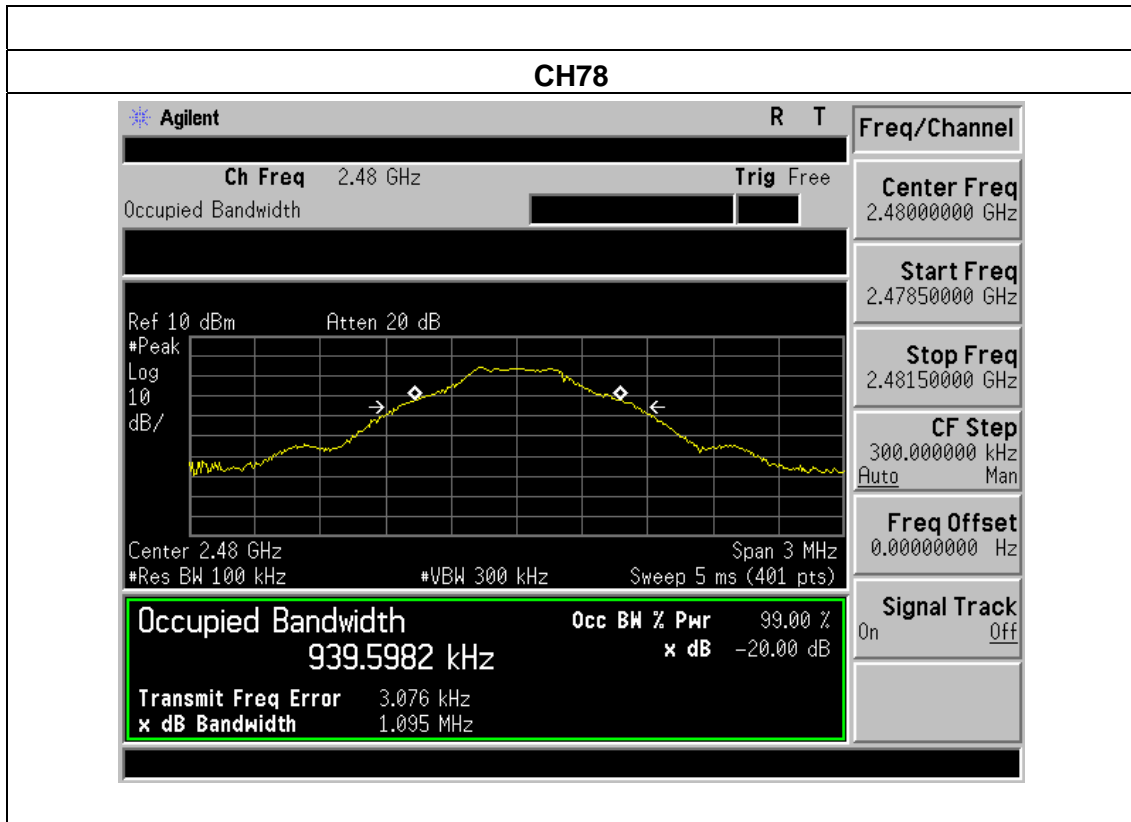 CH78
Agilent R T
Ch Freq 2.48 GHz Trig Free
Occupied Bandwidth
Ref 10 dBm Atten 20 dB
#Peak
Log
10
dB/
Center 2.48 GHz Span 3 MHz
#Res BW 100 kHz #VBW 300 kHz Sweep 5 ms (401 pts)
Occupied Bandwidth Occ BW % Pwr 99.00 %
939.5982 kHz x dB -20.00 dB
Transmit Freq Error 3.076 kHz
x dB Bandwidth 1.095 MHz
Freq/Channel
Center Freq
2.48000000 GHz
Start Freq
2.47850000 GHz
Stop Freq
2.48150000 GHz
CF Step
300.000000 kHz
Auto Man
Freq Offset
0.00000000 Hz
Signal Track
On Off